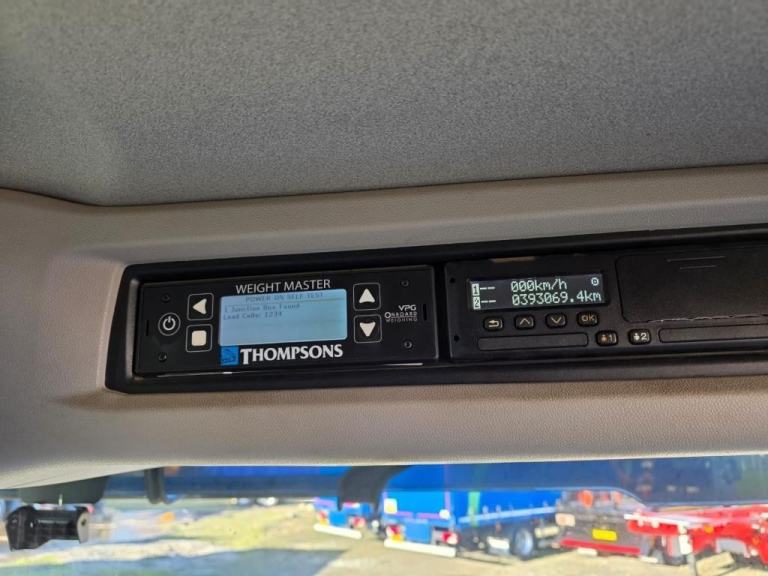 WEIGHT MASTER
POWER ON SELF TEST
1 Junction Box Found
Load Cells: 1234
THOMPSONS
VPG
ONBOARD
WEIGHING
1-- 000km/h
2-- 0393069.4km
OK
1
2